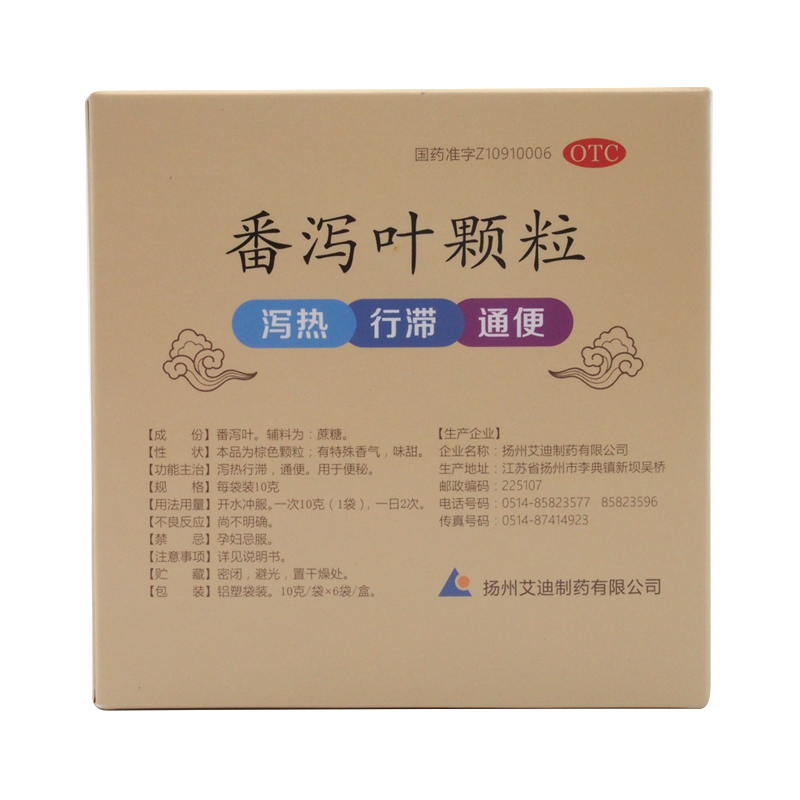 国药准字Z10910006 OTC
番泻叶颗粒
泻热 行滞 通便
【成　份】番泻叶。辅料为：蔗糖。
【性　状】本品为棕色颗粒；有特殊香气，味甜。
【功能主治】泻热行滞，通便。用于便秘。
【规　格】每袋装10克
【用法用量】开水冲服。一次10克（1袋），一日2次。
【不良反应】尚不明确。
【禁　忌】孕妇忌服。
【注意事项】详见说明书。
【贮　藏】密闭，避光，置干燥处。
【包　装】铝塑袋装。10克/袋×6袋/盒。
【生产企业】
企业名称：扬州艾迪制药有限公司
生产地址：江苏省扬州市李典镇新坝吴桥
邮政编码：225107
电话号码：0514-85823577 85823596
传真号码：0514-87414923
扬州艾迪制药有限公司